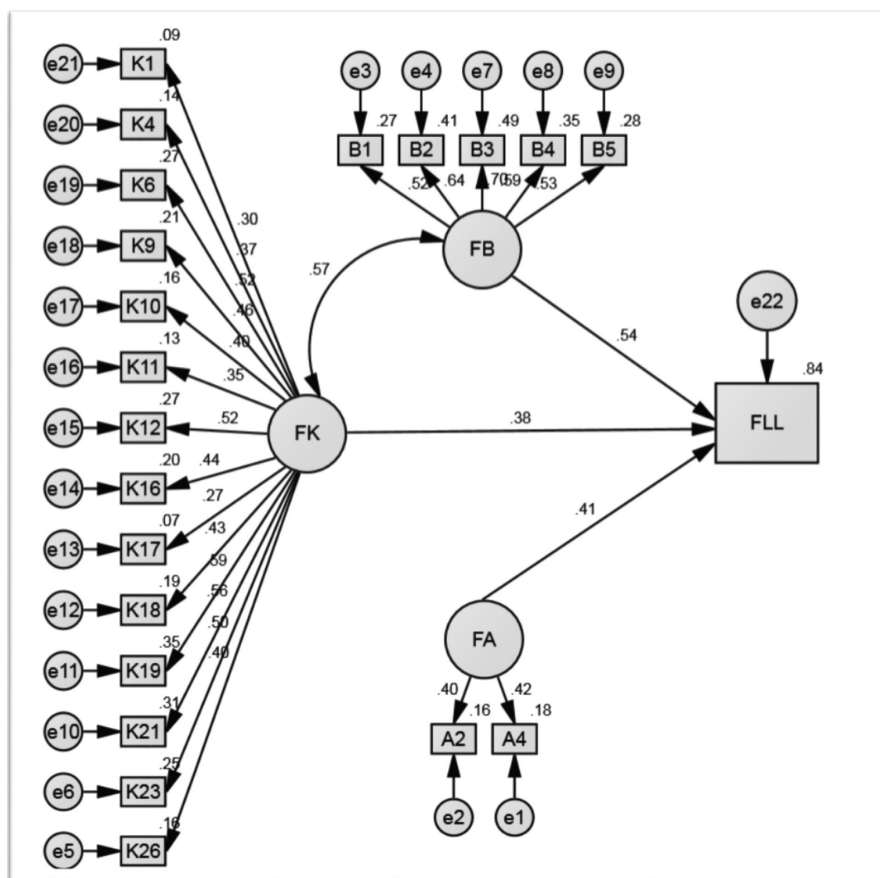 .09
e21 K1
.14
e20 K4
.27
e19 K6
.21
e18 K9
.16
e17 K10
.13
e16 K11
.27
e15 K12
.20
e14 K16
.07
e13 K17
.19
e12 K18
.35
e11 K19
.31
e10 K21
.25
e6 K23
.16
e5 K26
.30
.37
.52
.46
.40
.35
.52
.44
.27
.43
.59
.56
.50
.40
FK
.57
e3 e4 e7 e8 e9
.27 .41 .49 .35 .28
B1 B2 B3 B4 B5
.52 .64 .70 .59 .53
FB
.54
.38
.41
e22
.84
FLL
FA
.40 .42
.16 .18
A2 A4
e2 e1